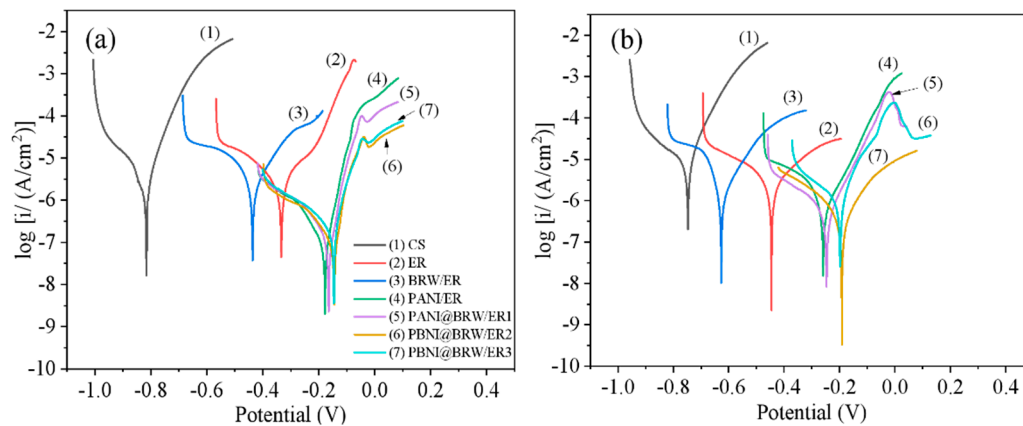 (a)
log [i/ (A/cm²)]
-2
-3
-4
-5
-6
-7
-8
-9
-10
(1)
(2)
(3)
(4)
(5)
(7)
(6)
(1) CS
(2) ER
(3) BRW/ER
(4) PANI/ER
(5) PANI@BRW/ER1
(6) PBNI@BRW/ER2
(7) PBNI@BRW/ER3
-1.0 -0.8 -0.6 -0.4 -0.2 0.0 0.2 0.4
Potential (V)
(b)
log [i/ (A/cm²)]
-2
-3
-4
-5
-6
-7
-8
-9
-10
(1)
(2)
(3)
(4)
(5)
(6)
(7)
-1.0 -0.8 -0.6 -0.4 -0.2 0.0 0.2 0.4
Potential (V)